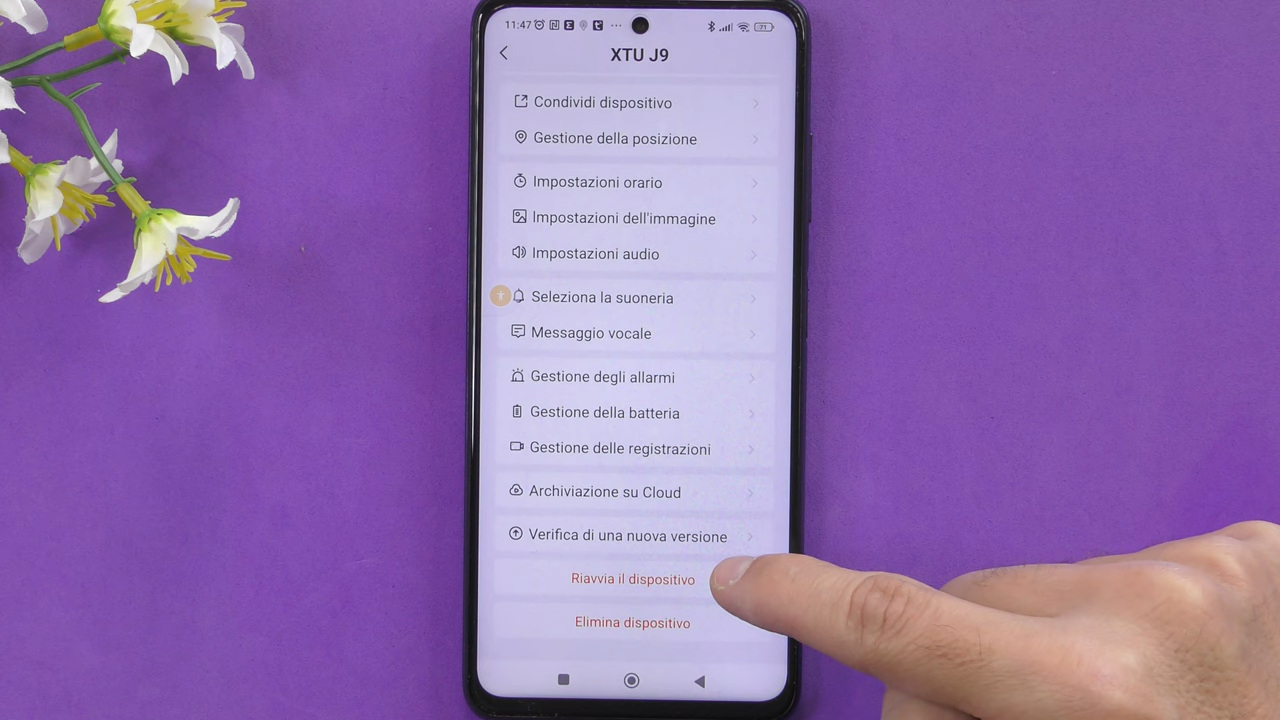 11:47
71
XTU J9
Condividi dispositivo
Gestione della posizione
Impostazioni orario
Impostazioni dell'immagine
Impostazioni audio
Seleziona la suoneria
Messaggio vocale
Gestione degli allarmi
Gestione della batteria
Gestione delle registrazioni
Archiviazione su Cloud
Verifica di una nuova versione
Riavvia il dispositivo
Elimina dispositivo